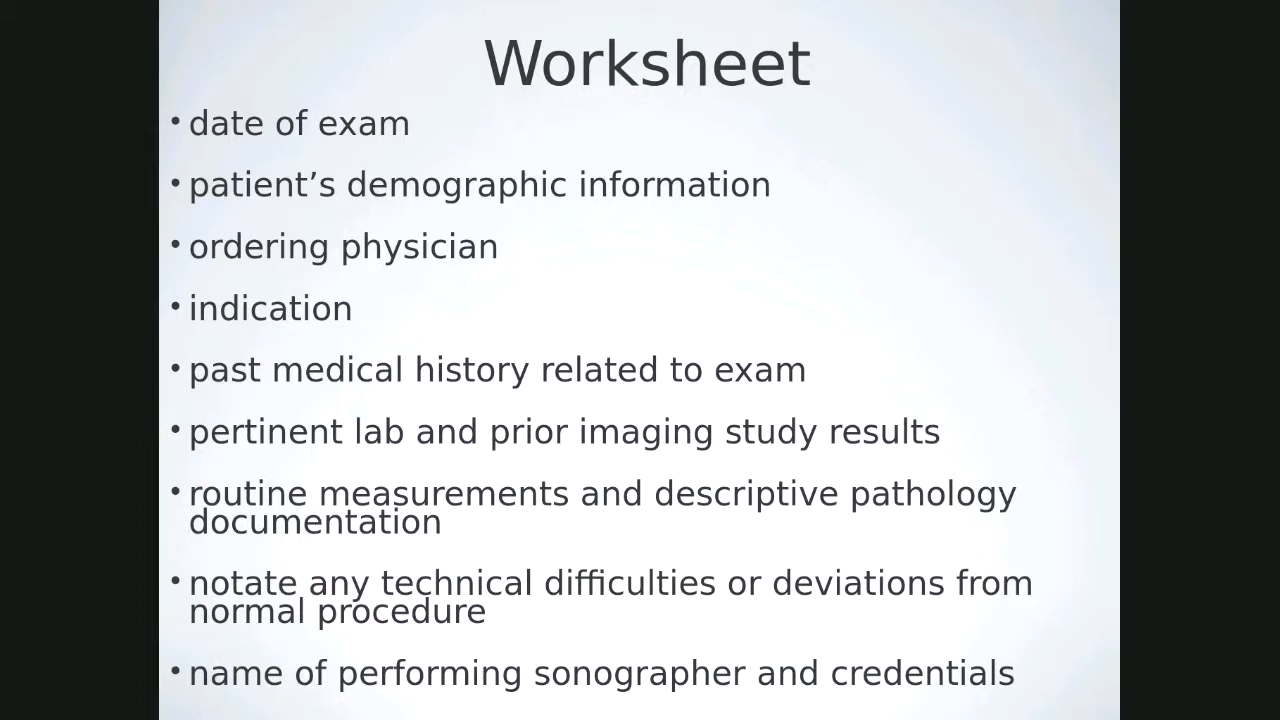 Worksheet
• date of exam
• patient’s demographic information
• ordering physician
• indication
• past medical history related to exam
• pertinent lab and prior imaging study results
• routine measurements and descriptive pathology
documentation
• notate any technical difficulties or deviations from
normal procedure
• name of performing sonographer and credentials